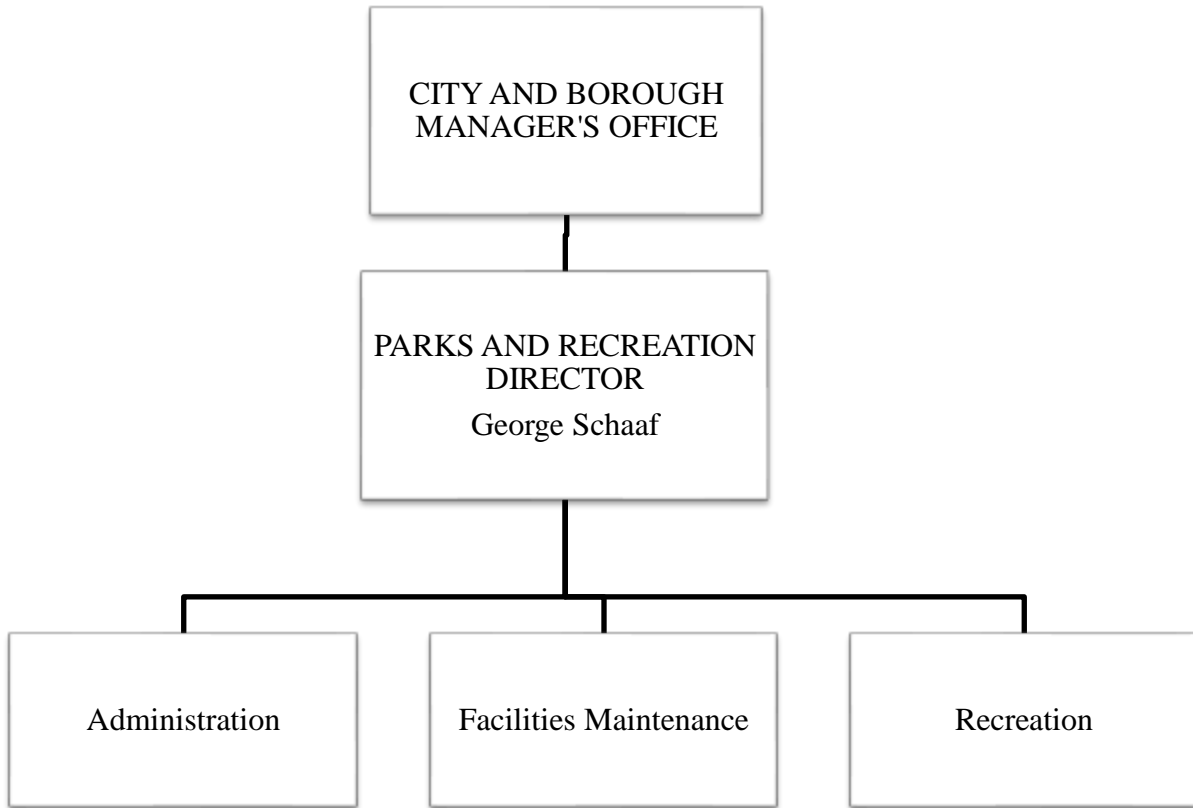 CITY AND BOROUGH
MANAGER'S OFFICE
PARKS AND RECREATION
DIRECTOR
George Schaaf
Administration
Facilities Maintenance
Recreation